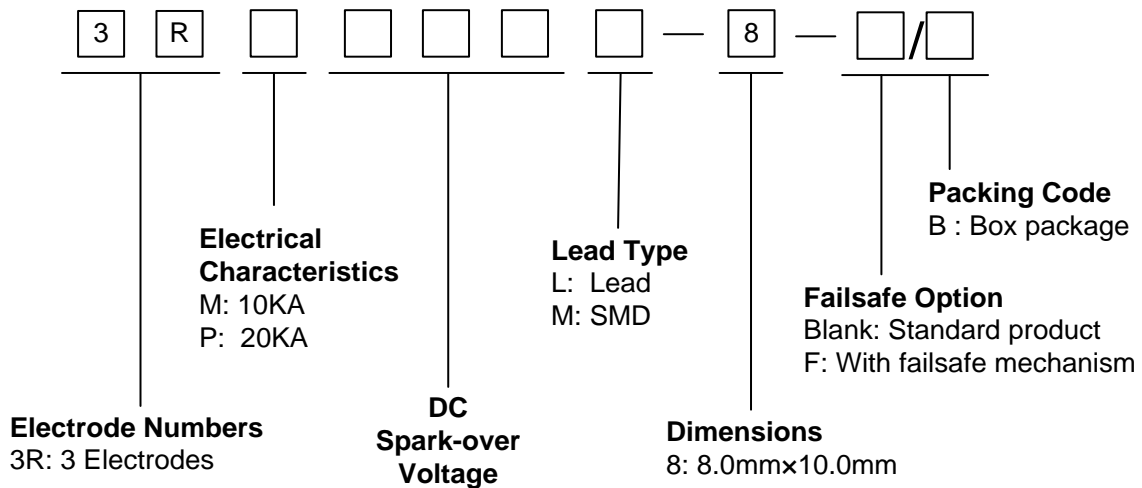 3 R — 8 — /
Packing Code
B : Box package
Electrical
Characteristics
M: 10KA
P: 20KA
Lead Type
L: Lead
M: SMD
Failsafe Option
Blank: Standard product
F: With failsafe mechanism
Electrode Numbers
3R: 3 Electrodes
DC
Spark-over
Voltage
Dimensions
8: 8.0mm×10.0mm